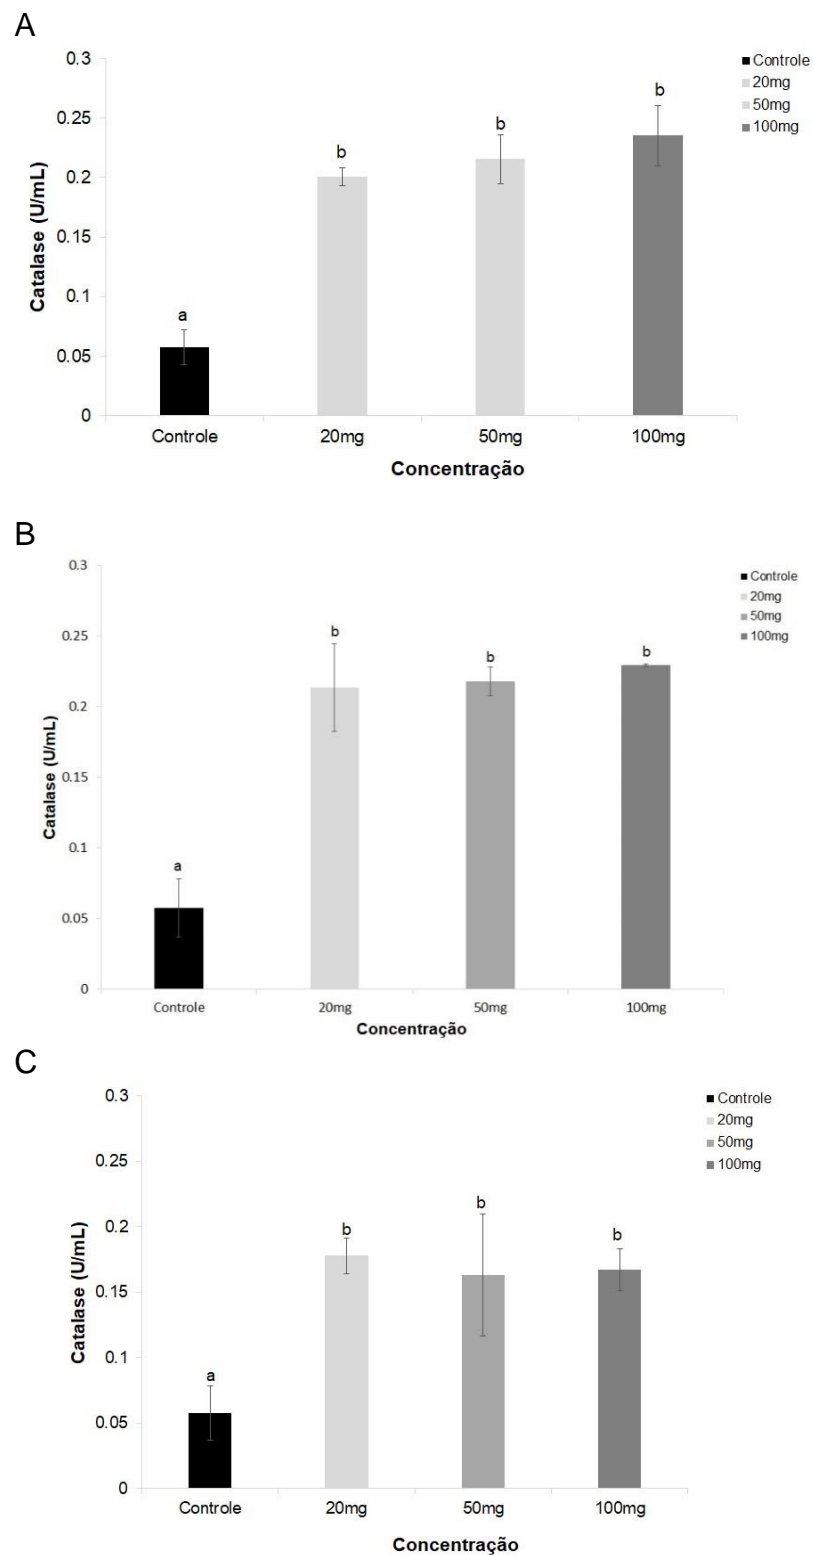 A
0.3
0.25
0.2
0.15
0.1
0.05
0
Catalase (U/mL)
a
b
b
b
Controle
20mg
50mg
100mg
Concentração
Controle
20mg
50mg
100mg
B
0.3
0.25
0.2
0.15
0.1
0.05
0
Catalase (U/mL)
a
b
b
b
Controle
20mg
50mg
100mg
Concentração
Controle
20mg
50mg
100mg
C
0.3
0.25
0.2
0.15
0.1
0.05
0
Catalase (U/mL)
a
b
b
b
Controle
20mg
50mg
100mg
Concentração
Controle
20mg
50mg
100mg